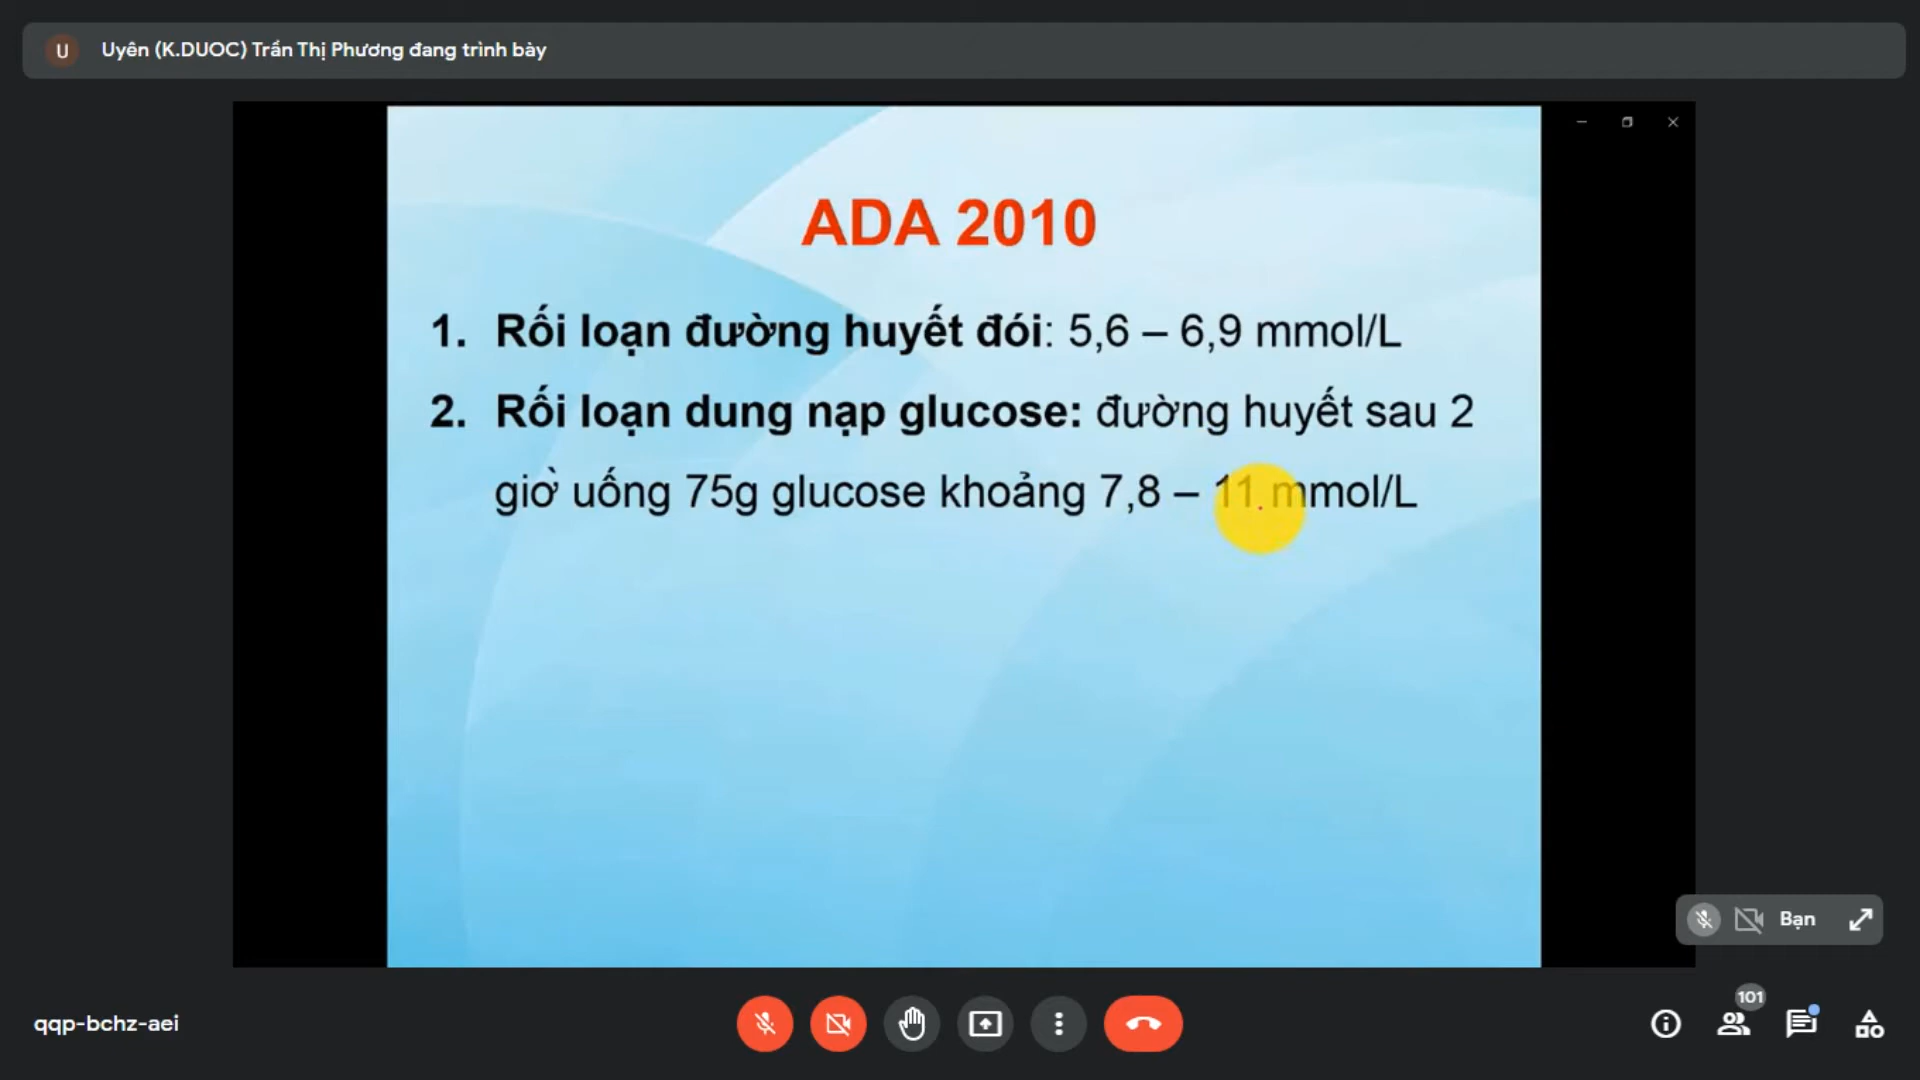 U
Uyên (K.DUOC) Trần Thị Phương đang trình bày
ADA 2010
1. Rối loạn đường huyết đói: 5,6 – 6,9 mmol/L
2. Rối loạn dung nạp glucose: đường huyết sau 2
giờ uống 75g glucose khoảng 7,8 – 11 mmol/L
Bạn
101
qqp-bchz-aei